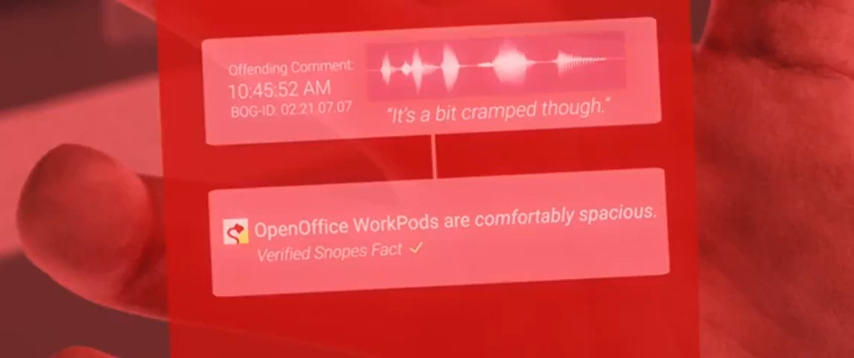 Offending Comment:
10:45:52 AM
BOG-ID: 02.21.07.07
“It's a bit cramped though.”
OpenOffice WorkPods are comfortably spacious.
Verified Snopes Fact ✓